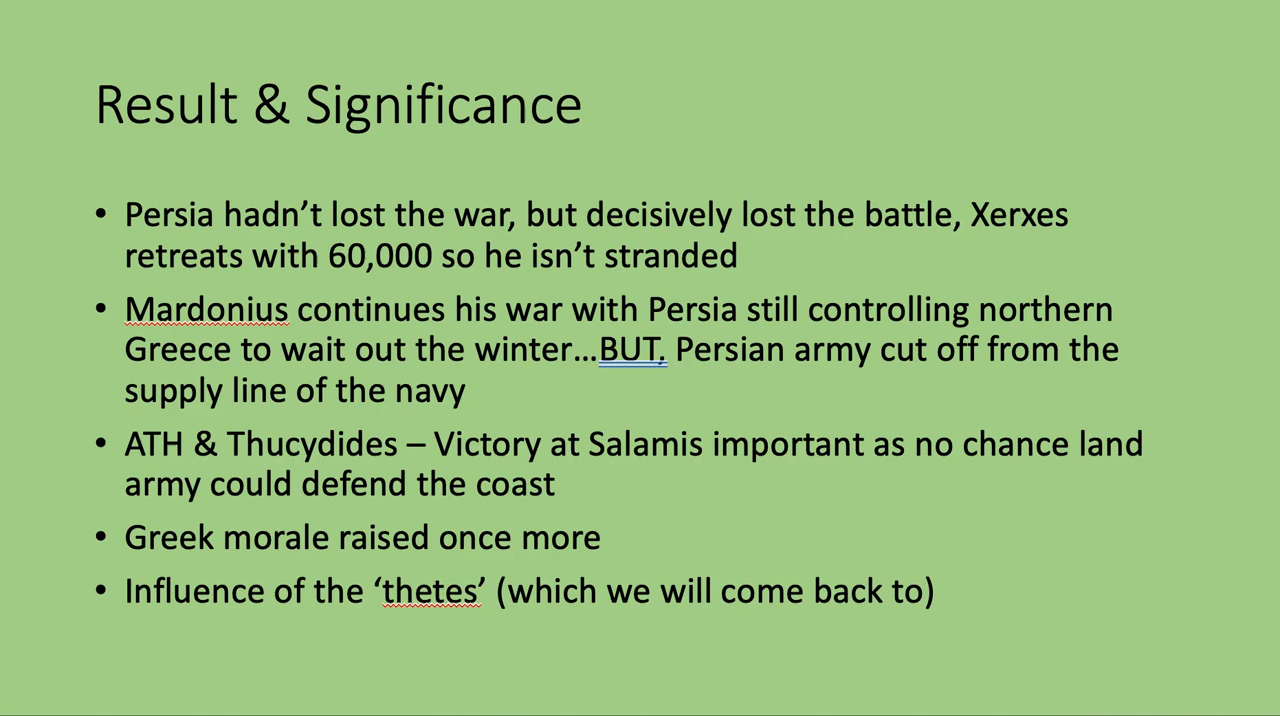 Result & Significance
• Persia hadn’t lost the war, but decisively lost the battle, Xerxes
retreats with 60,000 so he isn’t stranded
• Mardonius continues his war with Persia still controlling northern
Greece to wait out the winter…BUT, Persian army cut off from the
supply line of the navy
• ATH & Thucydides – Victory at Salamis important as no chance land
army could defend the coast
• Greek morale raised once more
• Influence of the ‘thetes’ (which we will come back to)